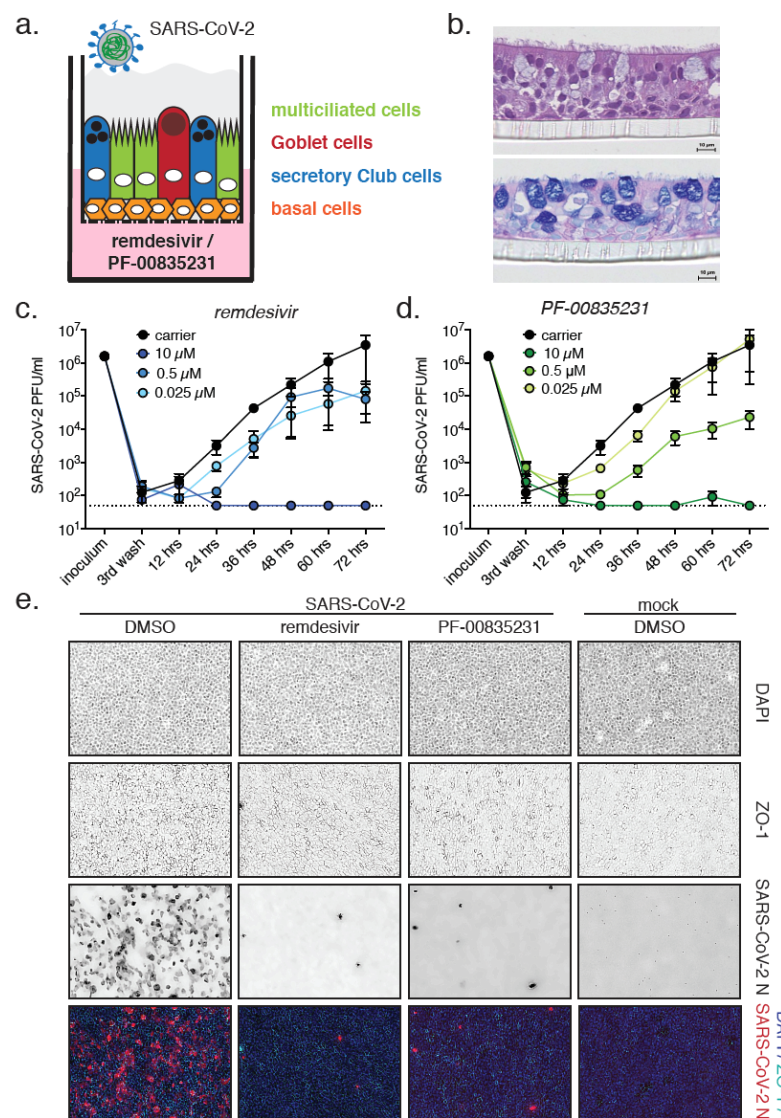 a.
SARS-CoV-2
multiciliated cells
Goblet cells
secretory Club cells
basal cells
remdesivir /
PF-00835231
b.
10 µm
10 µm
c.
remdesivir
SARS-CoV-2 PFU/ml
10⁷
10⁶
10⁵
10⁴
10³
10²
10¹
carrier
10 µM
0.5 µM
0.025 µM
inoculum
3rd wash
12 hrs
24 hrs
36 hrs
48 hrs
60 hrs
72 hrs
d.
PF-00835231
SARS-CoV-2 PFU/ml
10⁷
10⁶
10⁵
10⁴
10³
10²
10¹
carrier
10 µM
0.5 µM
0.025 µM
inoculum
3rd wash
12 hrs
24 hrs
36 hrs
48 hrs
60 hrs
72 hrs
e.
SARS-CoV-2
mock
DMSO
remdesivir
PF-00835231
DMSO
DAPI
ZO-1
SARS-CoV-2 N
SARS-CoV-2 N